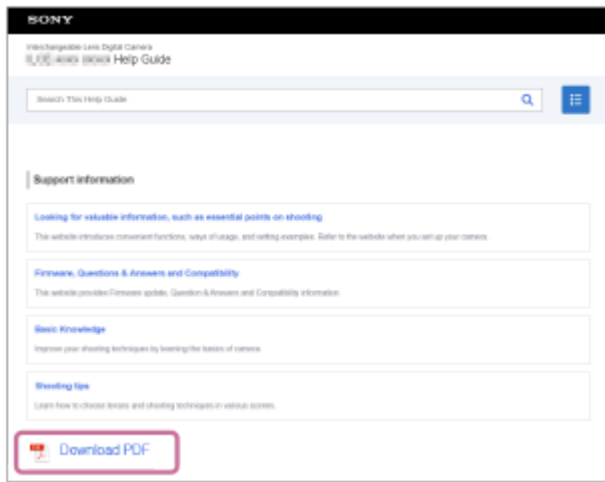 SONY
Interchangeable Lens Digital Camera
Help Guide
Search This Help Guide
Support information
Looking for valuable information, such as essential points on shooting
This website introduces convenient functions, ways of usage, and setting examples. Refer to the website when you set up your camera.
Firmware, Questions & Answers and Compatibility
This website provides Firmware update, Question & Answers and Compatibility information
Basic Knowledge
Improve your shooting techniques by learning the basics of camera.
Shooting tips
Learn how to choose lenses and shooting techniques in various scenes.
Download PDF